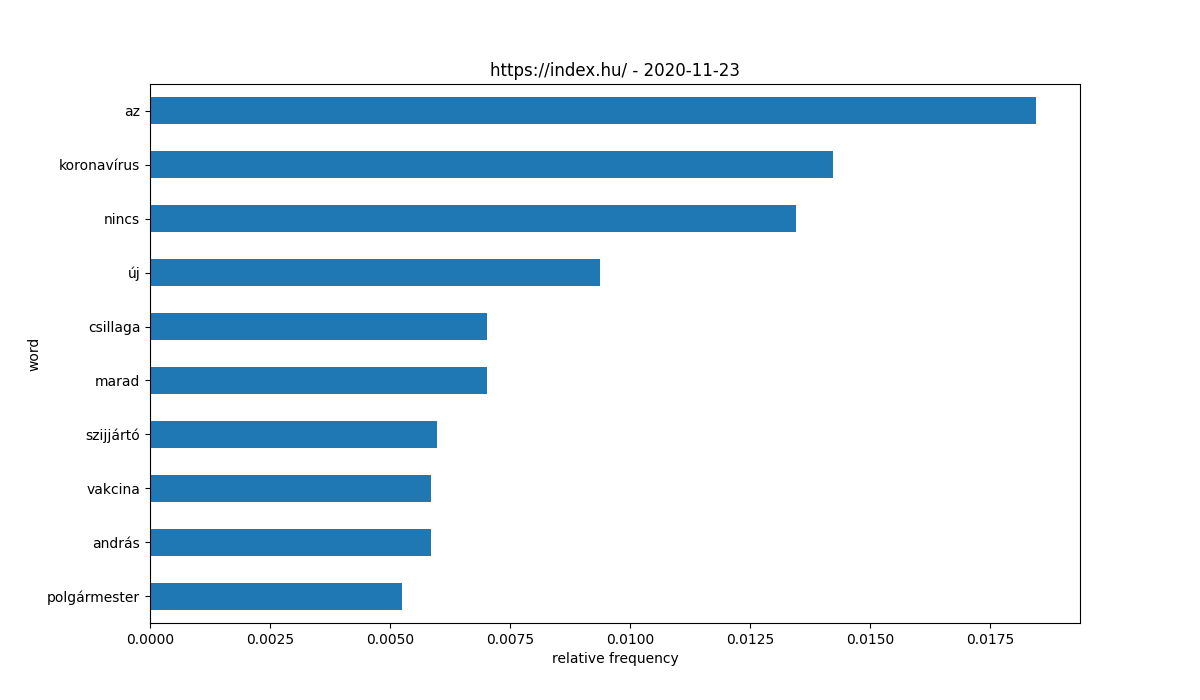 https://index.hu/ - 2020-11-23
word
az
koronavírus
nincs
új
csillaga
marad
szijjártó
vakcina
andrás
polgármester
0.0000 0.0025 0.0050 0.0075 0.0100 0.0125 0.0150 0.0175
relative frequency